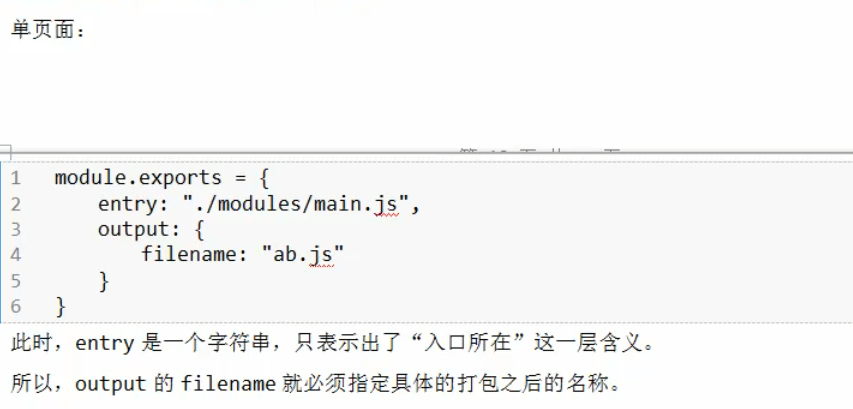 单页面：
1 module.exports = {
2 entry: "./modules/main.js",
3 output: {
4 filename: "ab.js"
5 }
6 }
此时，entry 是一个字符串，只表示出了“入口所在”这一层含义。
所以，output 的 filename 就必须指定具体的打包之后的名称。